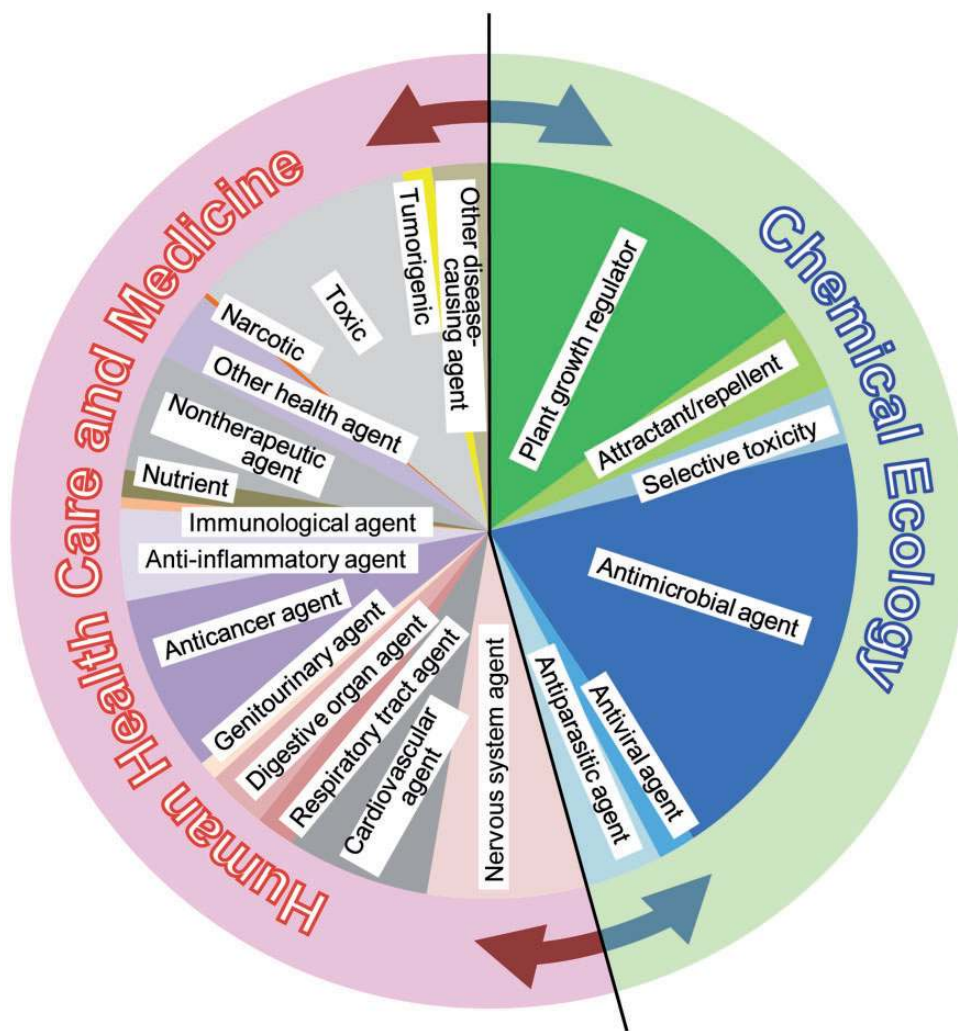 Human Health Care and Medicine
Chemical Ecology
Plant growth regulator
Attractant/repellent
Selective toxicity
Antimicrobial agent
Antiviral agent
Antiparasitic agent
Nervous system agent
Cardiovascular
agent
Respiratory tract agent
Digestive organ agent
Genitourinary agent
Anticancer agent
Anti-inflammatory agent
Immunological agent
Nutrient
Nontherapeutic
agent
Other health agent
Narcotic
Toxic
Tumorigenic
Other disease-
causing agent